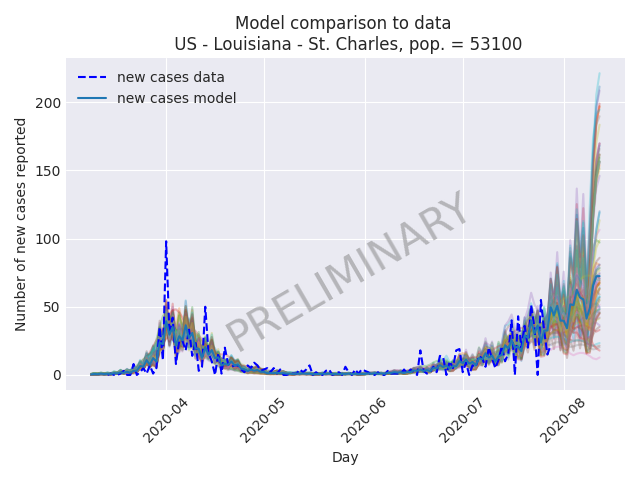 Model comparison to data
US - Louisiana - St. Charles, pop. = 53100
new cases data
new cases model
Number of new cases reported
200
150
100
50
0
PRELIMINARY
2020-04
2020-05
2020-06
2020-07
2020-08
Day